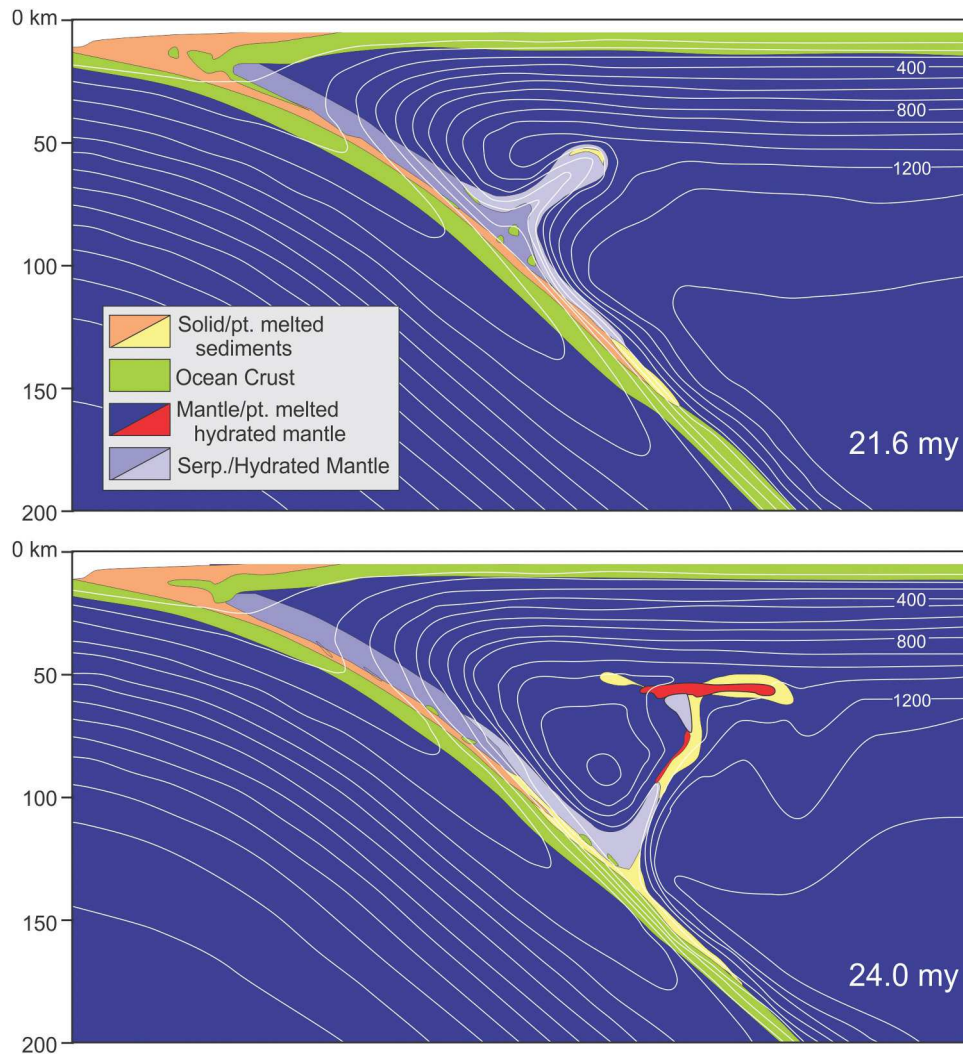 0 km
400
800
50
1200
100
Solid/pt. melted
sediments
Ocean Crust
150
Mantle/pt. melted
hydrated mantle
21.6 my
Serp./Hydrated Mantle
200
0 km
400
800
50
1200
100
150
24.0 my
200